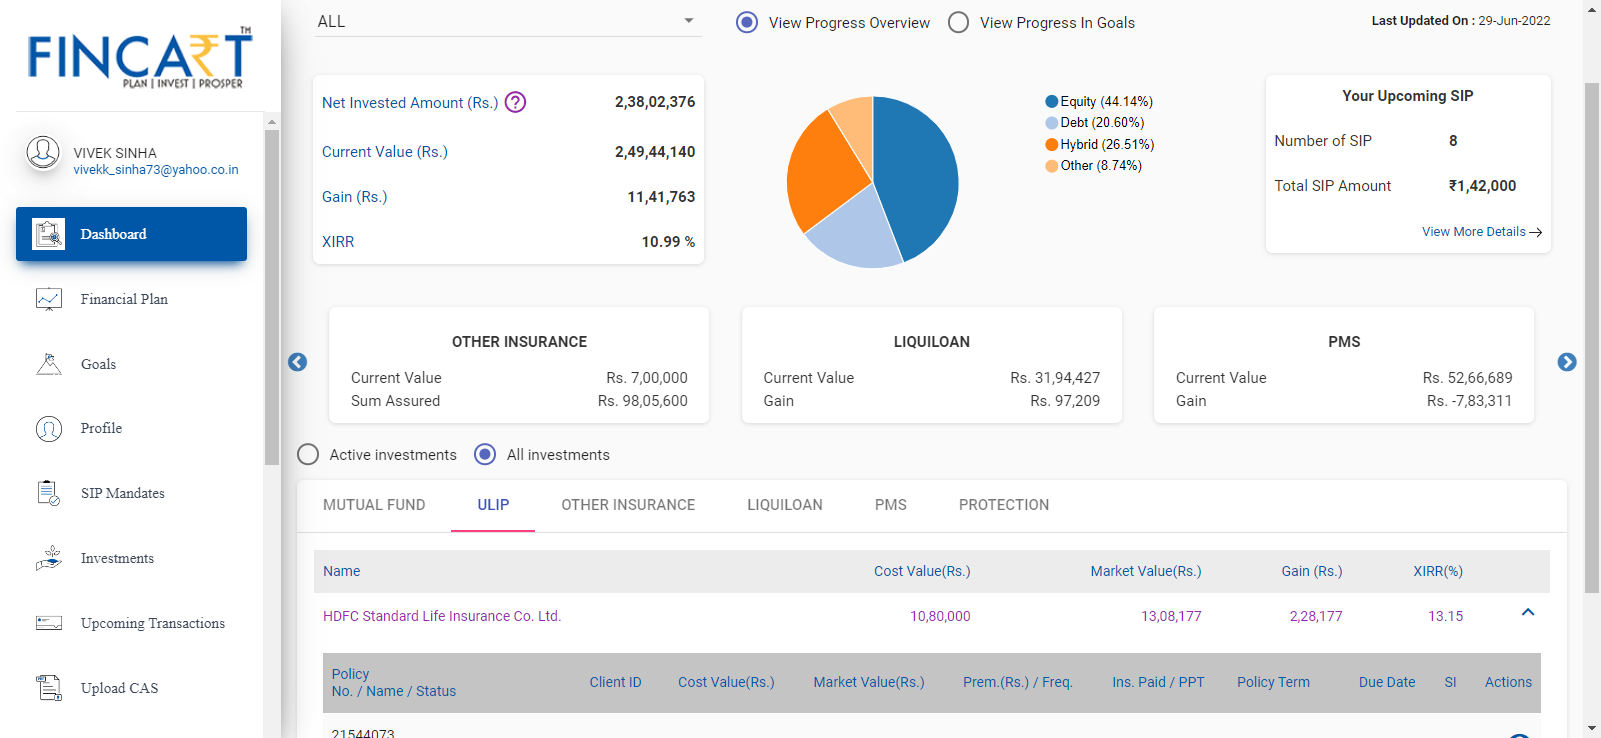 FINCART TM
PLAN | INVEST | PROSPER
VIVEK SINHA
vivekk_sinha73@yahoo.co.in
Dashboard
Financial Plan
Goals
Profile
SIP Mandates
Investments
Upcoming Transactions
Upload CAS
ALL
View Progress Overview View Progress In Goals
Last Updated On : 29-Jun-2022
Net Invested Amount (Rs.) ? 2,38,02,376
Current Value (Rs.) 2,49,44,140
Gain (Rs.) 11,41,763
XIRR 10.99 %
Equity (44.14%)
Debt (20.60%)
Hybrid (26.51%)
Other (8.74%)
Your Upcoming SIP
Number of SIP 8
Total SIP Amount ₹1,42,000
View More Details
OTHER INSURANCE
Current Value Rs. 7,00,000
Sum Assured Rs. 98,05,600
LIQUILOAN
Current Value Rs. 31,94,427
Gain Rs. 97,209
PMS
Current Value Rs. 52,66,689
Gain Rs. -7,83,311
Active investments All investments
MUTUAL FUND ULIP OTHER INSURANCE LIQUILOAN PMS PROTECTION
Name Cost Value(Rs.) Market Value(Rs.) Gain (Rs.) XIRR(%)
HDFC Standard Life Insurance Co. Ltd. 10,80,000 13,08,177 2,28,177 13.15
Policy
No. / Name / Status Client ID Cost Value(Rs.) Market Value(Rs.) Prem.(Rs.) / Freq. Ins. Paid / PPT Policy Term Due Date SI Actions
21544073